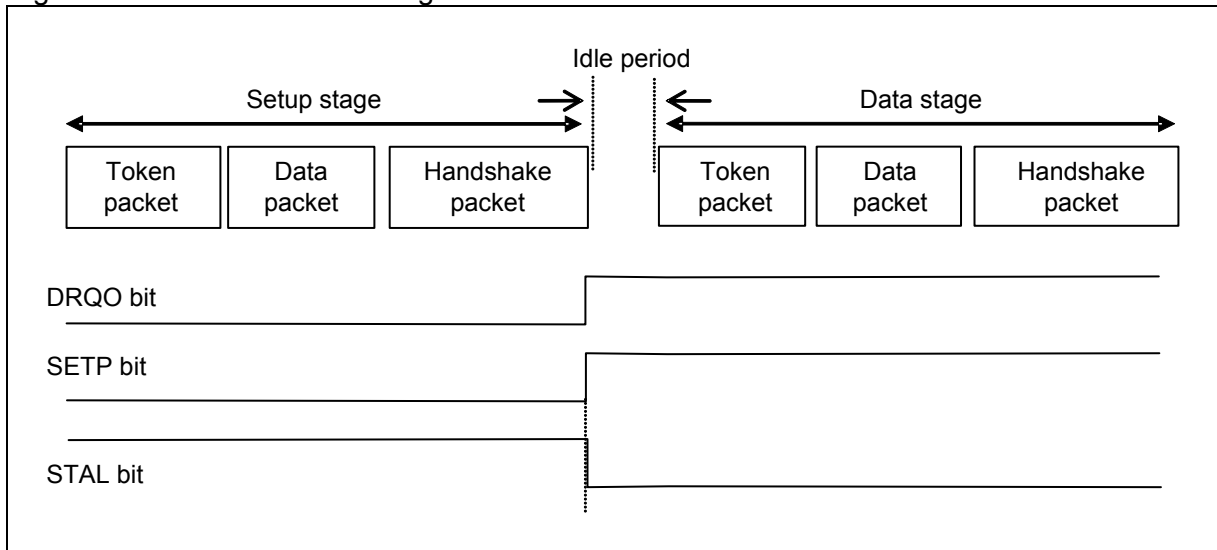 Idle period
Setup stage
Data stage
Token packet
Data packet
Handshake packet
Token packet
Data packet
Handshake packet
DRQO bit
SETP bit
STAL bit